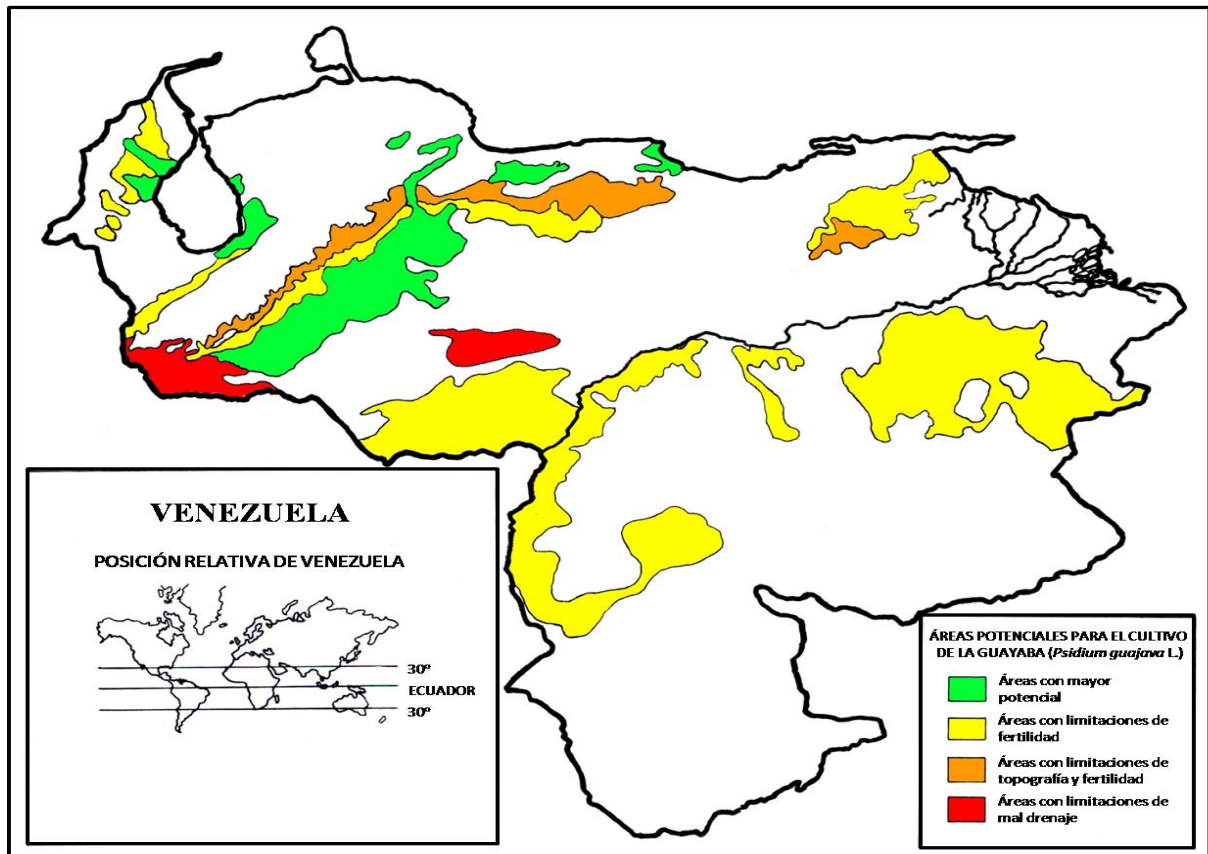 VENEZUELA
POSICIÓN RELATIVA DE VENEZUELA
30º
ECUADOR
30º
ÁREAS POTENCIALES PARA EL CULTIVO
DE LA GUAYABA (Psidium guajava L.)
Áreas con mayor
potencial
Áreas con limitaciones de
fertilidad
Áreas con limitaciones de
topografía y fertilidad
Áreas con limitaciones de
mal drenaje